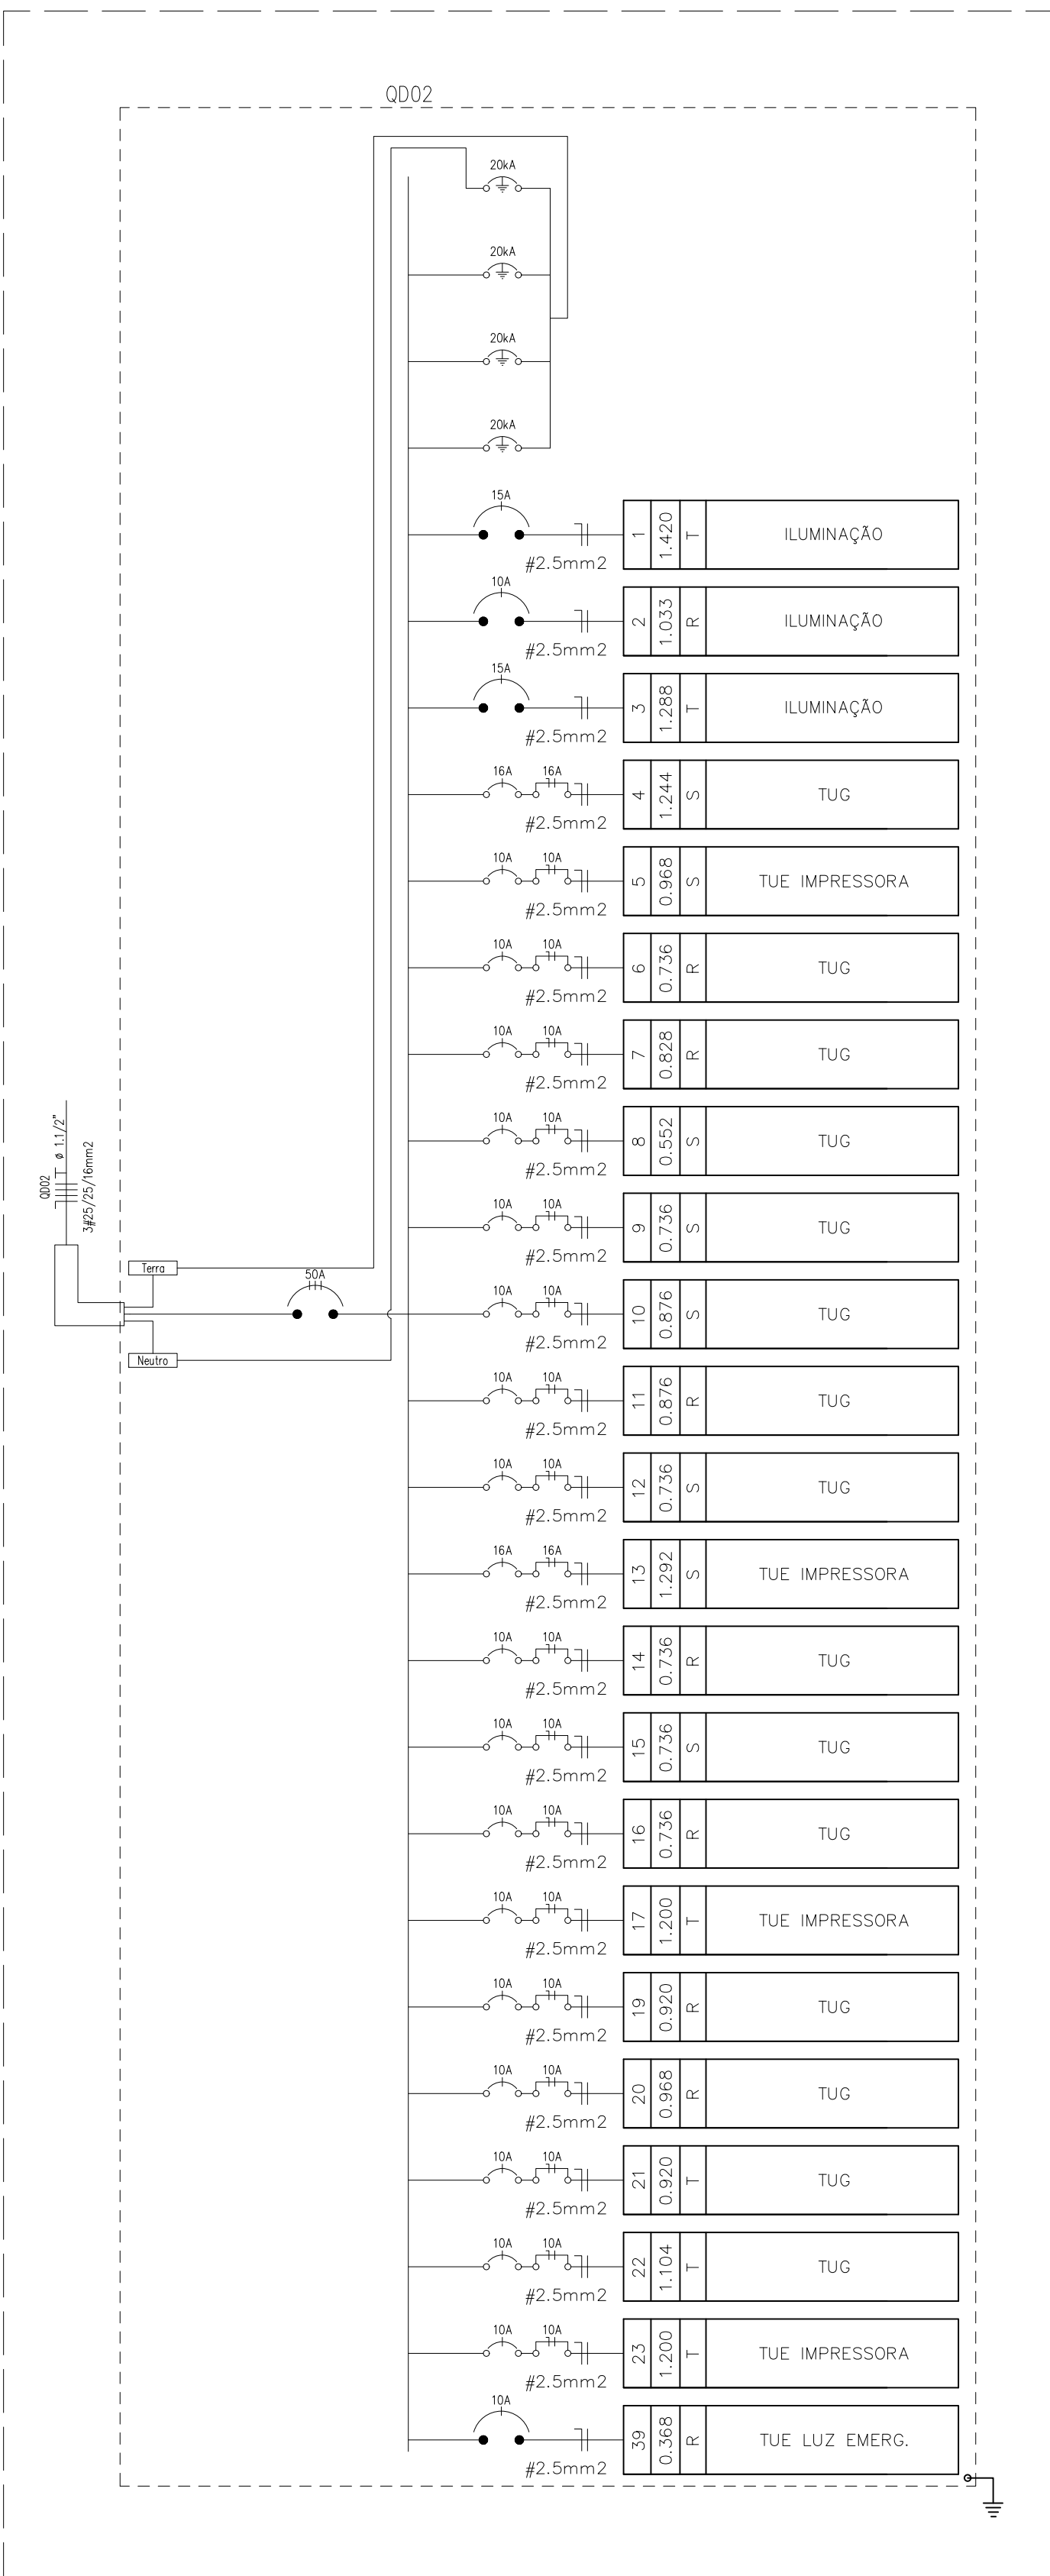 QD02
20kA
20kA
20kA
20kA
15A
#2.5mm2
1 1.420 T ILUMINAÇÃO
10A
#2.5mm2
2 1.033 R ILUMINAÇÃO
15A
#2.5mm2
3 1.288 T ILUMINAÇÃO
16A 16A
#2.5mm2
4 1.244 S TUG
10A 10A
#2.5mm2
5 0.968 S TUE IMPRESSORA
10A 10A
#2.5mm2
6 0.736 R TUG
10A 10A
#2.5mm2
7 0.828 R TUG
10A 10A
#2.5mm2
8 0.552 S TUG
10A 10A
#2.5mm2
9 0.736 S TUG
QD02
ø 1.1/2"
3#25/25/16mm2
Terra
50A
Neutro
10A 10A
#2.5mm2
10 0.876 S TUG
10A 10A
#2.5mm2
11 0.876 R TUG
10A 10A
#2.5mm2
12 0.736 S TUG
16A 16A
#2.5mm2
13 1.292 S TUE IMPRESSORA
10A 10A
#2.5mm2
14 0.736 R TUG
10A 10A
#2.5mm2
15 0.736 S TUG
10A 10A
#2.5mm2
16 0.736 R TUG
10A 10A
#2.5mm2
17 1.200 T TUE IMPRESSORA
10A 10A
#2.5mm2
19 0.920 R TUG
10A 10A
#2.5mm2
20 0.968 R TUG
10A 10A
#2.5mm2
21 0.920 T TUG
10A 10A
#2.5mm2
22 1.104 T TUG
10A 10A
#2.5mm2
23 1.200 T TUE IMPRESSORA
10A
#2.5mm2
39 0.368 R TUE LUZ EMERG.